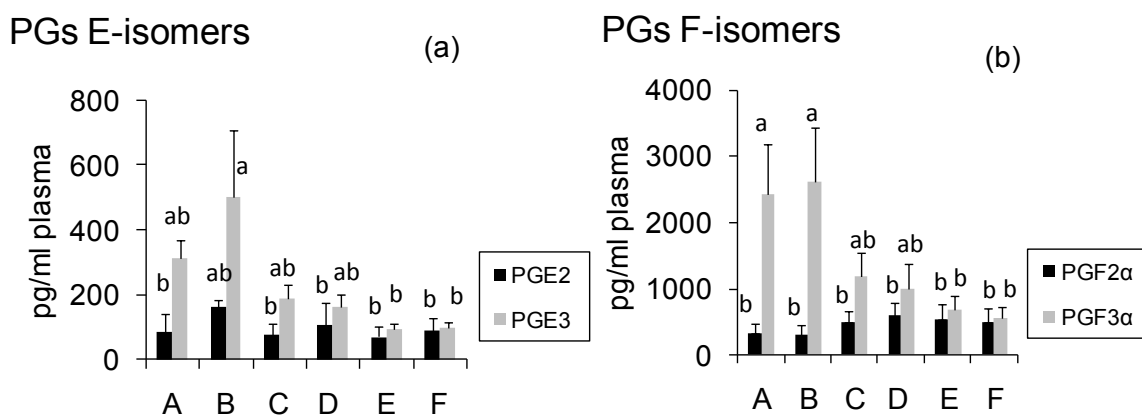 PGs E-isomers
(a)
800
600
400
200
0
pg/ml plasma
b
ab
ab
a
b
ab
b
ab
b
b
b
b
A B C D E F
PGE2
PGE3
PGs F-isomers
(b)
4000
3000
2000
1000
0
pg/ml plasma
b
a
b
a
b
ab
b
ab
b
b
b
b
A B C D E F
PGF2α
PGF3α